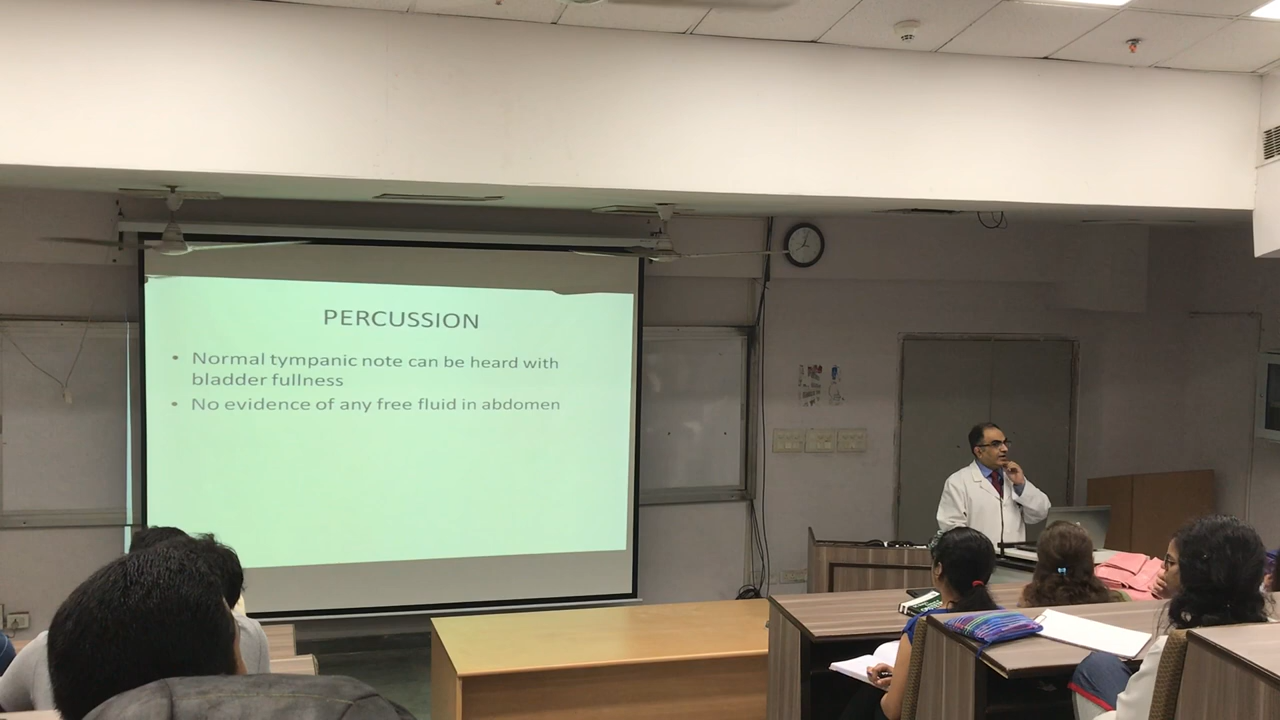 PERCUSSION
• Normal tympanic note can be heard with
bladder fullness
• No evidence of any free fluid in abdomen